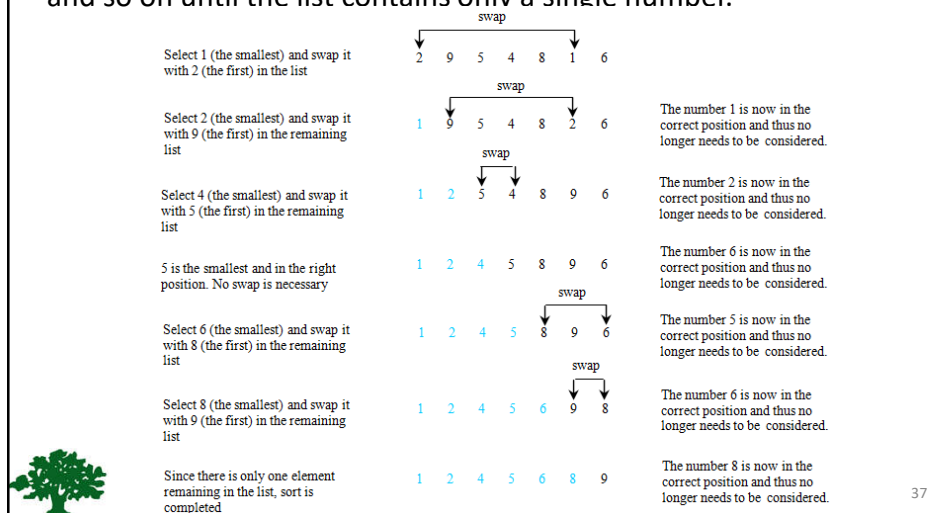 and so on until the list contains only a single number.
swap
Select 1 (the smallest) and swap it
with 2 (the first) in the list
2 9 5 4 8 1 6
swap
Select 2 (the smallest) and swap it
with 9 (the first) in the remaining
list
1 9 5 4 8 2 6
The number 1 is now in the
correct position and thus no
longer needs to be considered.
swap
Select 4 (the smallest) and swap it
with 5 (the first) in the remaining
list
1 2 5 4 8 9 6
The number 2 is now in the
correct position and thus no
longer needs to be considered.
5 is the smallest and in the right
position. No swap is necessary
1 2 4 5 8 9 6
The number 6 is now in the
correct position and thus no
longer needs to be considered.
swap
Select 6 (the smallest) and swap it
with 8 (the first) in the remaining
list
1 2 4 5 8 9 6
The number 5 is now in the
correct position and thus no
longer needs to be considered.
swap
Select 8 (the smallest) and swap it
with 9 (the first) in the remaining
list
1 2 4 5 6 9 8
The number 6 is now in the
correct position and thus no
longer needs to be considered.
Since there is only one element
remaining in the list, sort is
completed
1 2 4 5 6 8 9
The number 8 is now in the
correct position and thus no
longer needs to be considered.
37